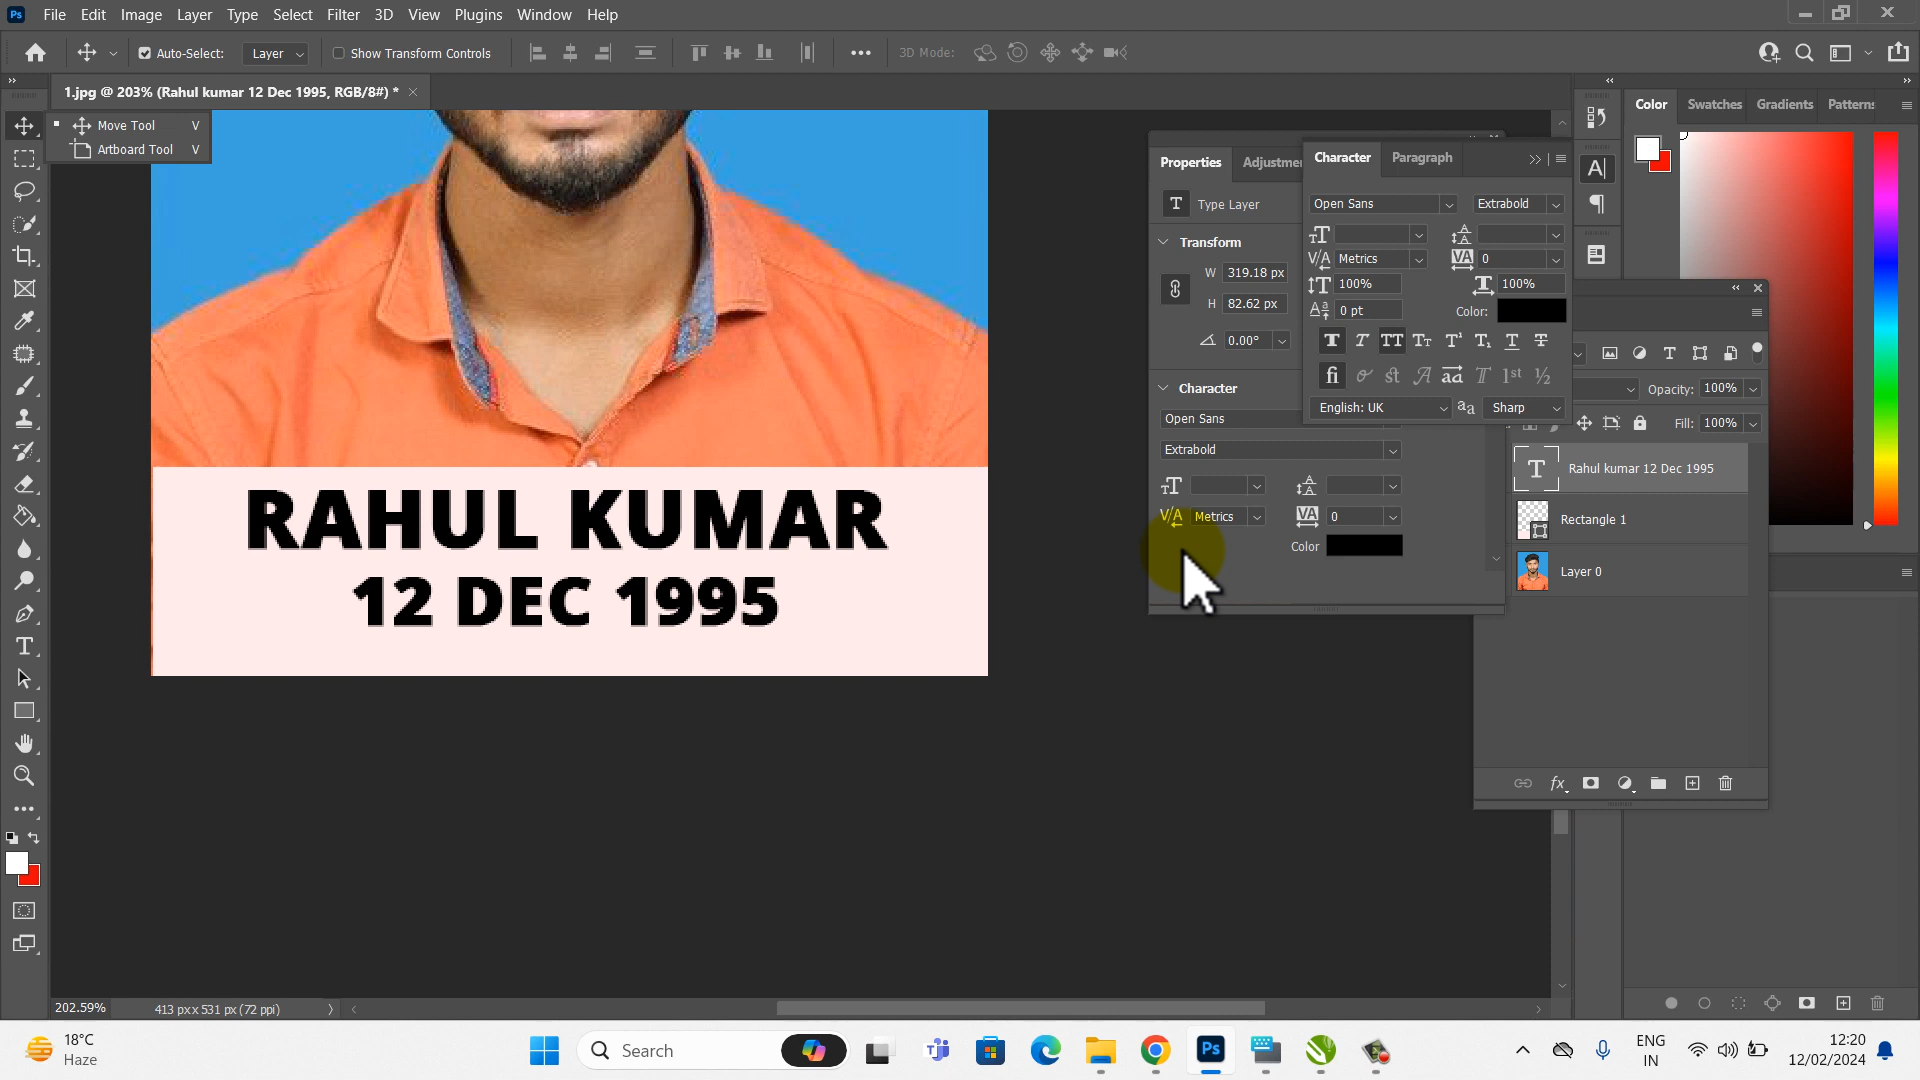 Ps File Edit Image Layer Type Select Filter 3D View Plugins Window Help
Auto-Select: Layer Show Transform Controls 3D Mode:
1.jpg @ 203% (Rahul kumar 12 Dec 1995, RGB/8#) *
Move Tool V
Artboard Tool V
RAHUL KUMAR
12 DEC 1995
Properties Adjustmen
Type Layer
Transform
W 319.18 px
H 82.62 px
0.00°
Character
Open Sans
Extrabold
Metrics 0
Color
Character Paragraph
Open Sans Extrabold
Metrics 0
100% 100%
0 pt Color:
English: UK Sharp
Color Swatches Gradients Patterns
Opacity: 100%
Fill: 100%
Rahul kumar 12 Dec 1995
Rectangle 1
Layer 0
202.59% 413 px x 531 px (72 ppi)
18°C
Haze
Search
Ps
ENG
IN
12:20
12/02/2024